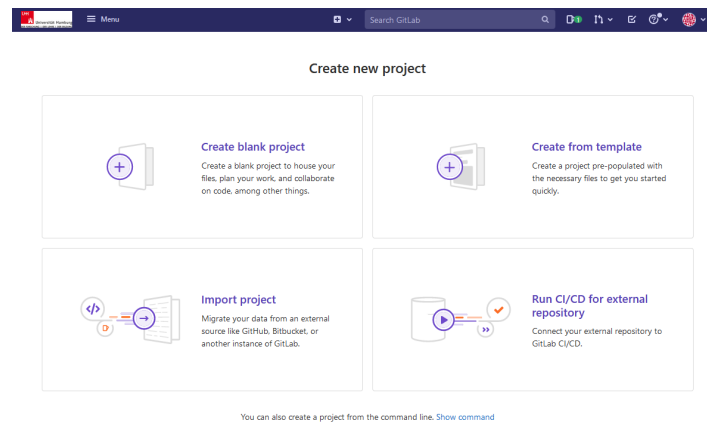 Universität Hamburg
Menu
Search GitLab
Create new project
Create blank project
Create a blank project to house your
files, plan your work, and collaborate
on code, among other things.
Create from template
Create a project pre-populated with
the necessary files to get you started
quickly.
Import project
Migrate your data from an external
source like GitHub, Bitbucket, or
another instance of GitLab.
Run CI/CD for external
repository
Connect your external repository to
GitLab CI/CD.
You can also create a project from the command line. Show command